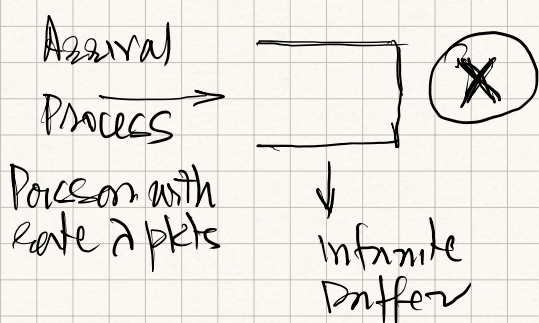 Arrival
Process
Poisson with
rate λ pkts
Infinite
Buffer